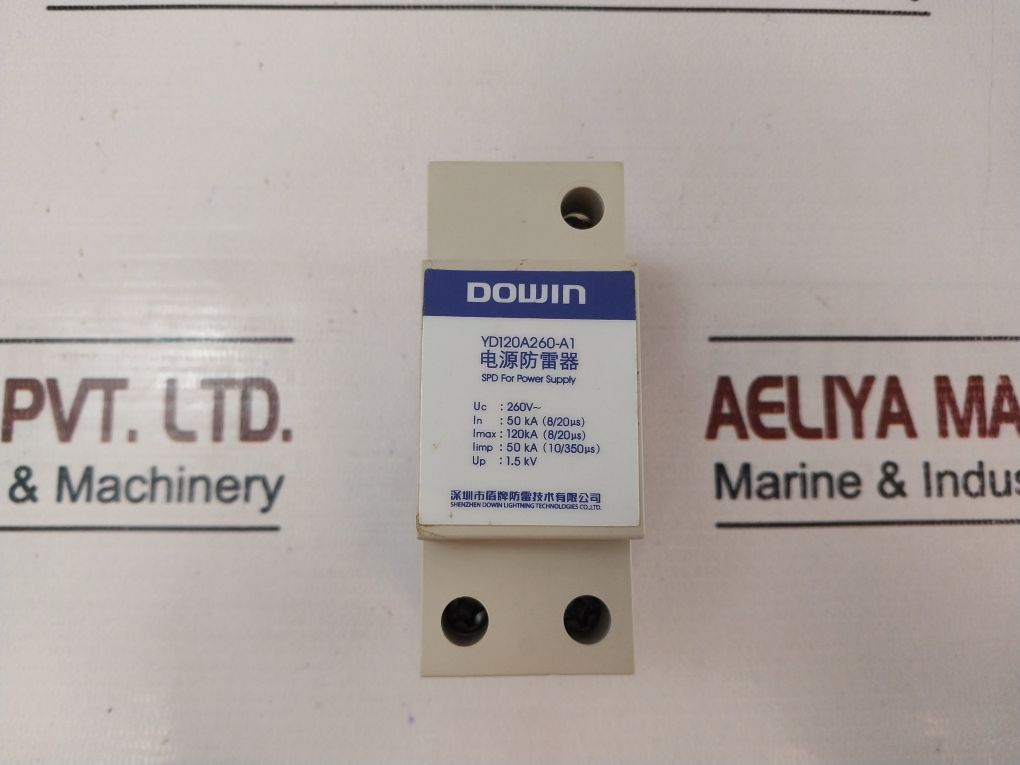 DOWIN
YD120A260-A1
电源防雷器
SPD For Power Supply
Uc : 260V~
In : 50 kA (8/20µs)
Imax : 120kA (8/20µs)
Iimp : 50 kA (10/350µs)
Up : 1.5 kV
深圳市盾牌防雷技术有限公司
SHENZHEN DOWIN LIGHTNING TECHNOLOGIES CO.,LTD.
PVT. LTD.
& Machinery
AELIYA MA
Marine & Indus